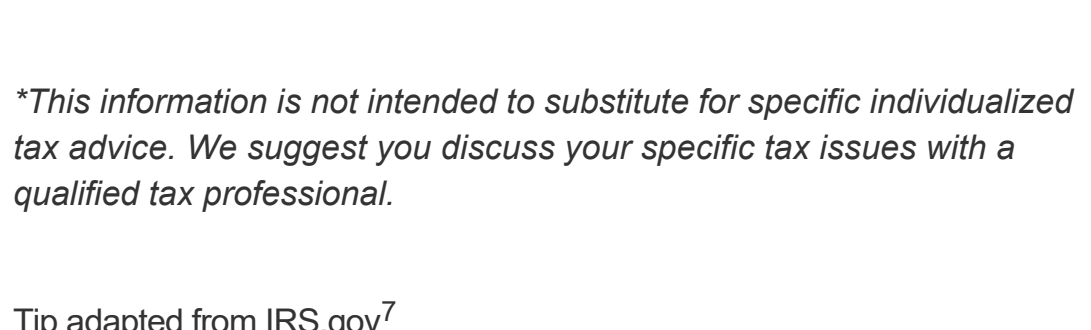 *This information is not intended to substitute for specific individualized
tax advice. We suggest you discuss your specific tax issues with a
qualified tax professional.
Tip adapted from IRS.gov7